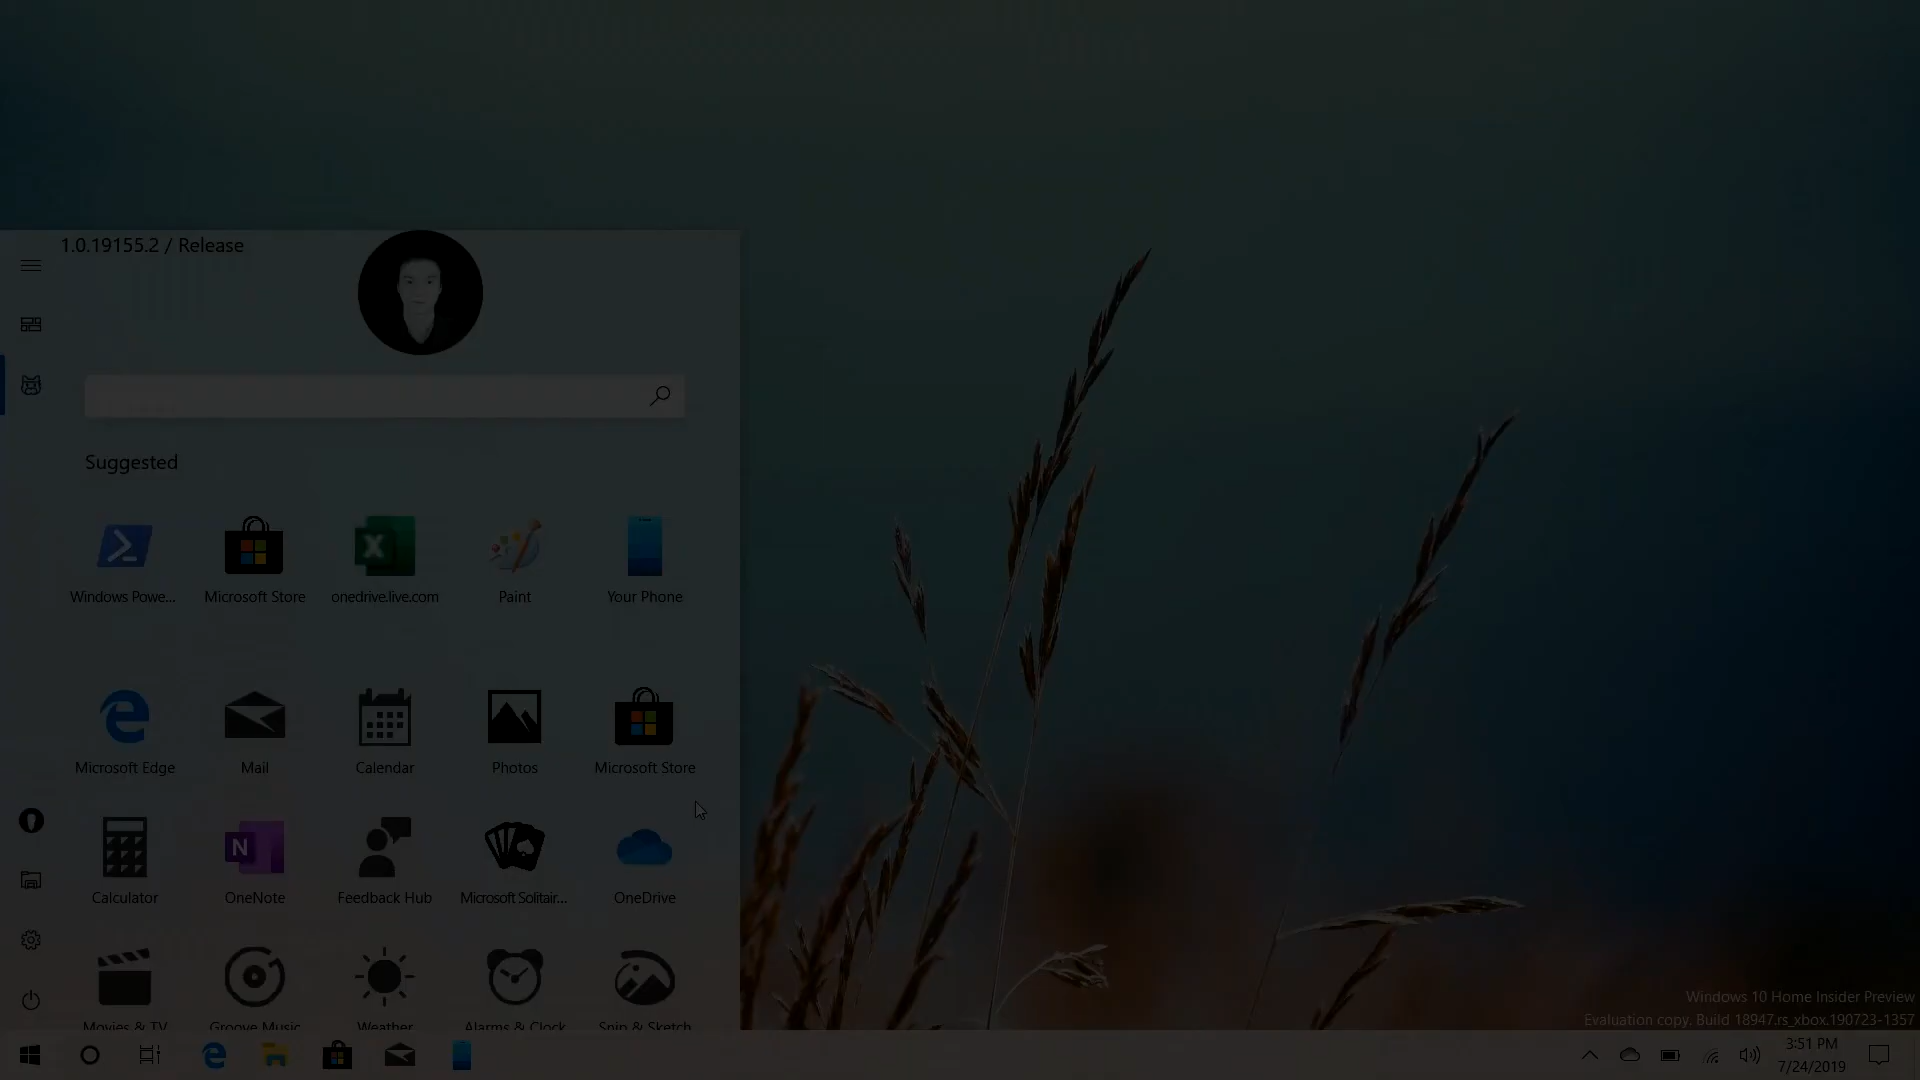 1.0.19155.2 / Release
Suggested
Windows Powe...
Microsoft Store
onedrive.live.com
Paint
Your Phone
Microsoft Edge
Mail
Calendar
Photos
Microsoft Store
Calculator
OneNote
Feedback Hub
Microsoft Solitair...
OneDrive
Movies & TV
Groove Music
Weather
Alarms & Clock
Snip & Sketch
Windows 10 Home Insider Preview
Evaluation copy. Build 18947.rs_xbox.190723-1357
3:51 PM
7/24/2019